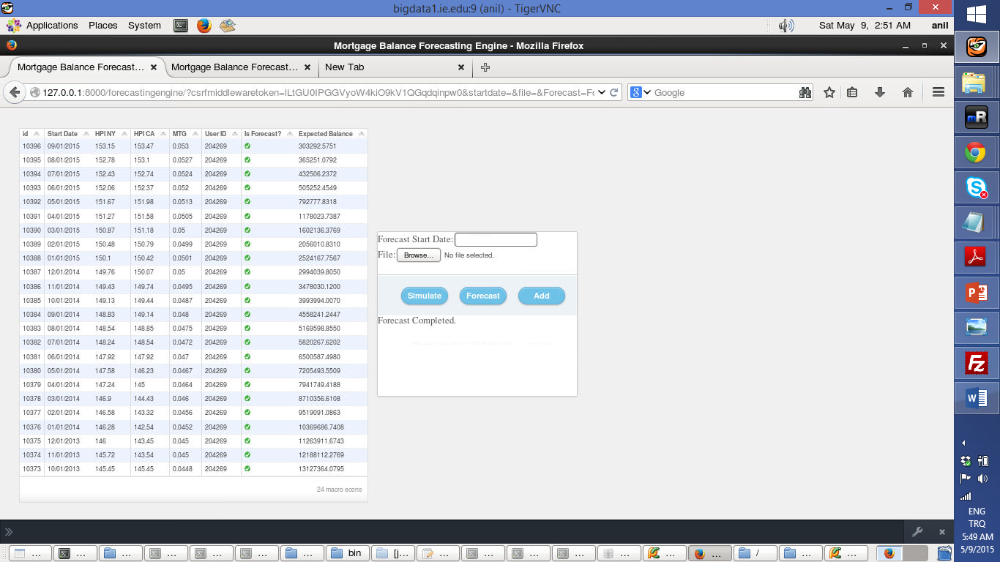 bigdata1.ie.edu:9 (anil) - TigerVNC
Applications Places System Sat May 9, 2:51 AM anil
Mortgage Balance Forecasting Engine - Mozilla Firefox
Mortgage Balance Forecast... Mortgage Balance Forecast... New Tab
127.0.0.1:8000/forecastingengine/?csrfmiddlewaretoken=lLtGU0IPGGVyoW4kiO9kV1QGqdqinpw0&startdate=&file=&Forecast=Fo Google
id Start Date HPI NY HPI CA MTG User ID Is Forecast? Expected Balance
10396 09/01/2015 153.15 153.47 0.053 204269 303292.5751
10395 08/01/2015 152.78 153.1 0.0527 204269 365251.0792
10394 07/01/2015 152.43 152.74 0.0524 204269 432506.2372
10393 06/01/2015 152.06 152.37 0.052 204269 505252.4549
10392 05/01/2015 151.67 151.98 0.0513 204269 792777.8318
10391 04/01/2015 151.27 151.58 0.0505 204269 1178023.7387
10390 03/01/2015 150.87 151.18 0.05 204269 1602136.3769
10389 02/01/2015 150.48 150.79 0.0499 204269 2056010.8310
10388 01/01/2015 150.1 150.42 0.0501 204269 2524167.7567
10387 12/01/2014 149.76 150.07 0.05 204269 2994039.8050
10386 11/01/2014 149.43 149.74 0.0495 204269 3478030.1200
10385 10/01/2014 149.13 149.44 0.0487 204269 3993994.0070
10384 09/01/2014 148.83 149.14 0.048 204269 4558241.2447
10383 08/01/2014 148.54 148.85 0.0475 204269 5169598.8550
10382 07/01/2014 148.24 148.54 0.0472 204269 5820267.6202
10381 06/01/2014 147.92 147.92 0.047 204269 6500587.4980
10380 05/01/2014 147.58 146.23 0.0467 204269 7205493.5509
10379 04/01/2014 147.24 145 0.0464 204269 7941749.4188
10378 03/01/2014 146.9 144.43 0.046 204269 8710356.6108
10377 02/01/2014 146.58 143.32 0.0456 204269 9519091.0863
10376 01/01/2014 146.28 142.54 0.0452 204269 10369686.7408
10375 12/01/2013 146 143.45 0.045 204269 11263911.6743
10374 11/01/2013 145.72 143.54 0.045 204269 12188112.2769
10373 10/01/2013 145.45 145.45 0.0448 204269 13127364.0795
24 macro econs
Forecast Start Date:
File: Browse... No file selected.
Simulate Forecast Add
Forecast Completed.
... ... ... ... ... ... ... bin [j... ... ... ... ... ... ... ... / ... ...
ENG
TRQ
5:49 AM
5/9/2015